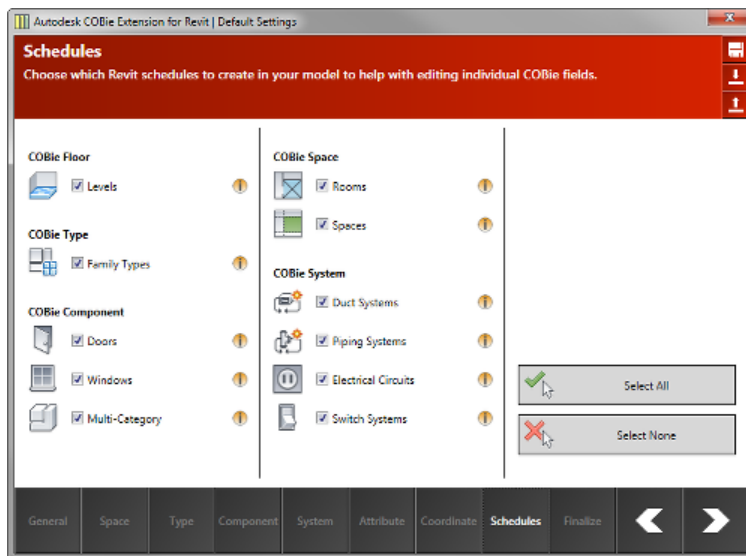 Autodesk COBie Extension for Revit | Default Settings
Schedules
Choose which Revit schedules to create in your model to help with editing individual COBie fields.
COBie Floor
Levels
COBie Type
Family Types
COBie Component
Doors
Windows
Multi-Category
COBie Space
Rooms
Spaces
COBie System
Duct Systems
Piping Systems
Electrical Circuits
Switch Systems
Select All
Select None
General Space Type Component System Attribute Coordinate Schedules Finalize